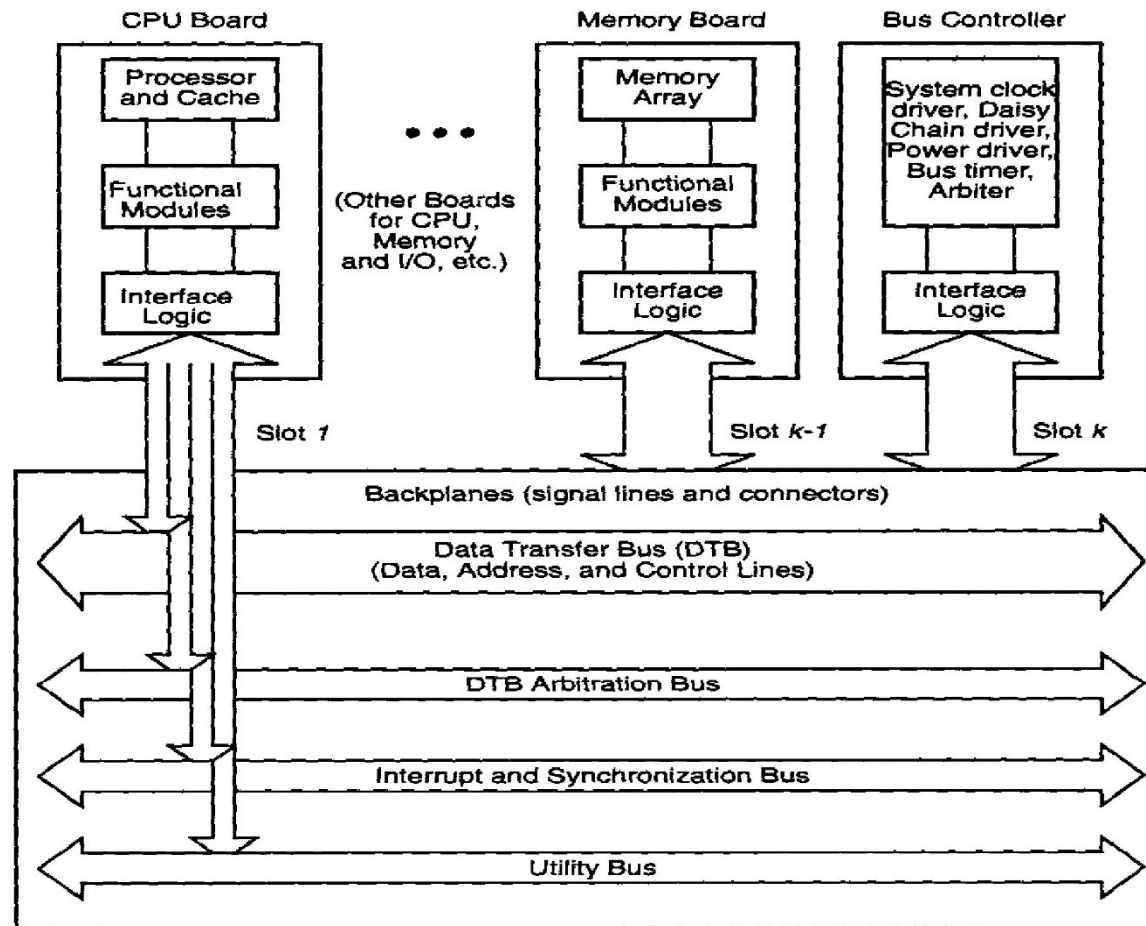 CPU Board
Memory Board
Bus Controller
Processor
and Cache
Functional
Modules
Interface
Logic
(Other Boards
for CPU,
Memory
and I/O, etc.)
Memory
Array
Functional
Modules
Interface
Logic
System clock
driver, Daisy
Chain driver,
Power driver,
Bus timer,
Arbiter
Interface
Logic
Slot 1
Slot k-1
Slot k
Backplanes (signal lines and connectors)
Data Transfer Bus (DTB)
(Data, Address, and Control Lines)
DTB Arbitration Bus
Interrupt and Synchronization Bus
Utility Bus